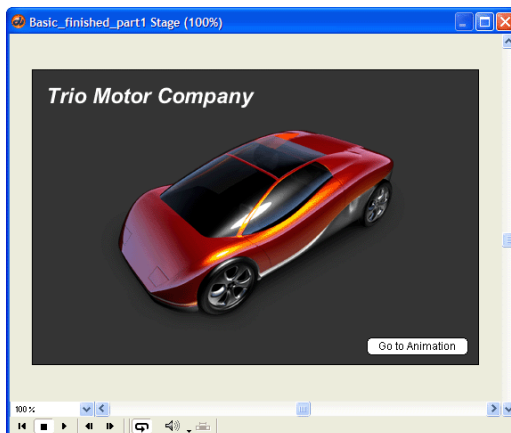 Basic_finished_part1 Stage (100%)
Trio Motor Company
Go to Animation
100%